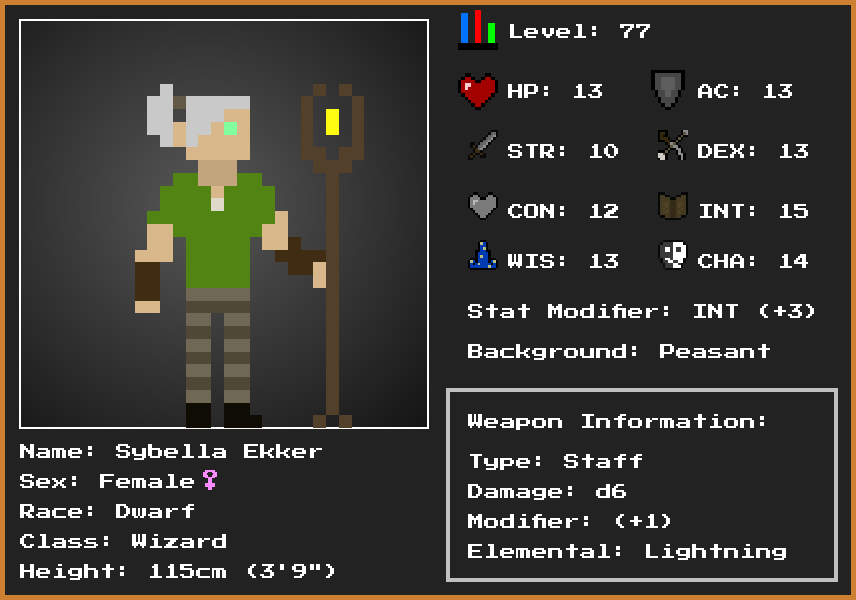 Level: 77
HP: 13 AC: 13
STR: 10 DEX: 13
CON: 12 INT: 15
WIS: 13 CHA: 14
Stat Modifier: INT (+3)
Background: Peasant
Weapon Information:
Type: Staff
Damage: d6
Modifier: (+1)
Elemental: Lightning
Name: Sybella Ekker
Sex: Female♀
Race: Dwarf
Class: Wizard
Height: 115cm (3'9")